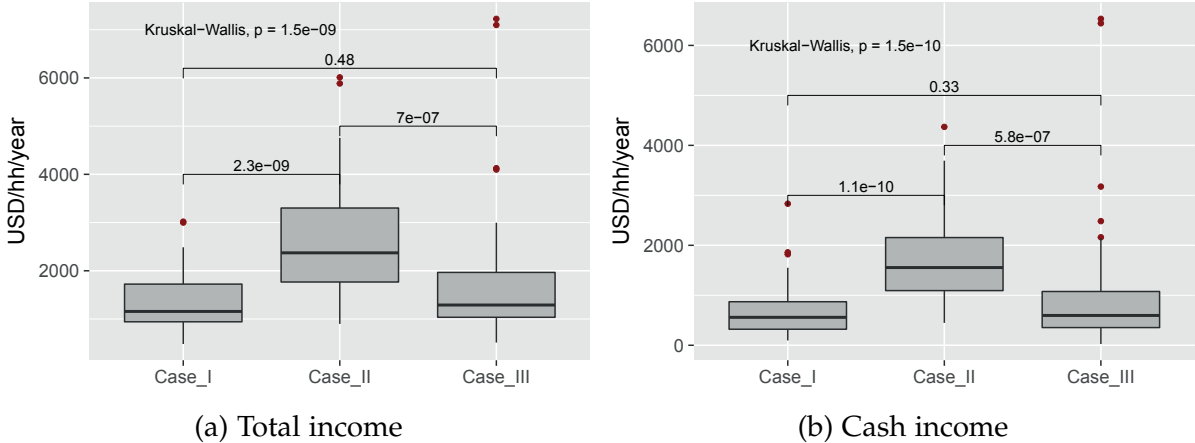 Kruskal−Wallis, p = 1.5e−09
0.48
7e−07
2.3e−09
6000
4000
2000
USD/hh/year
Case_I
Case_II
Case_III
(a) Total income
Kruskal−Wallis, p = 1.5e−10
0.33
5.8e−07
1.1e−10
6000
4000
2000
0
USD/hh/year
Case_I
Case_II
Case_III
(b) Cash income